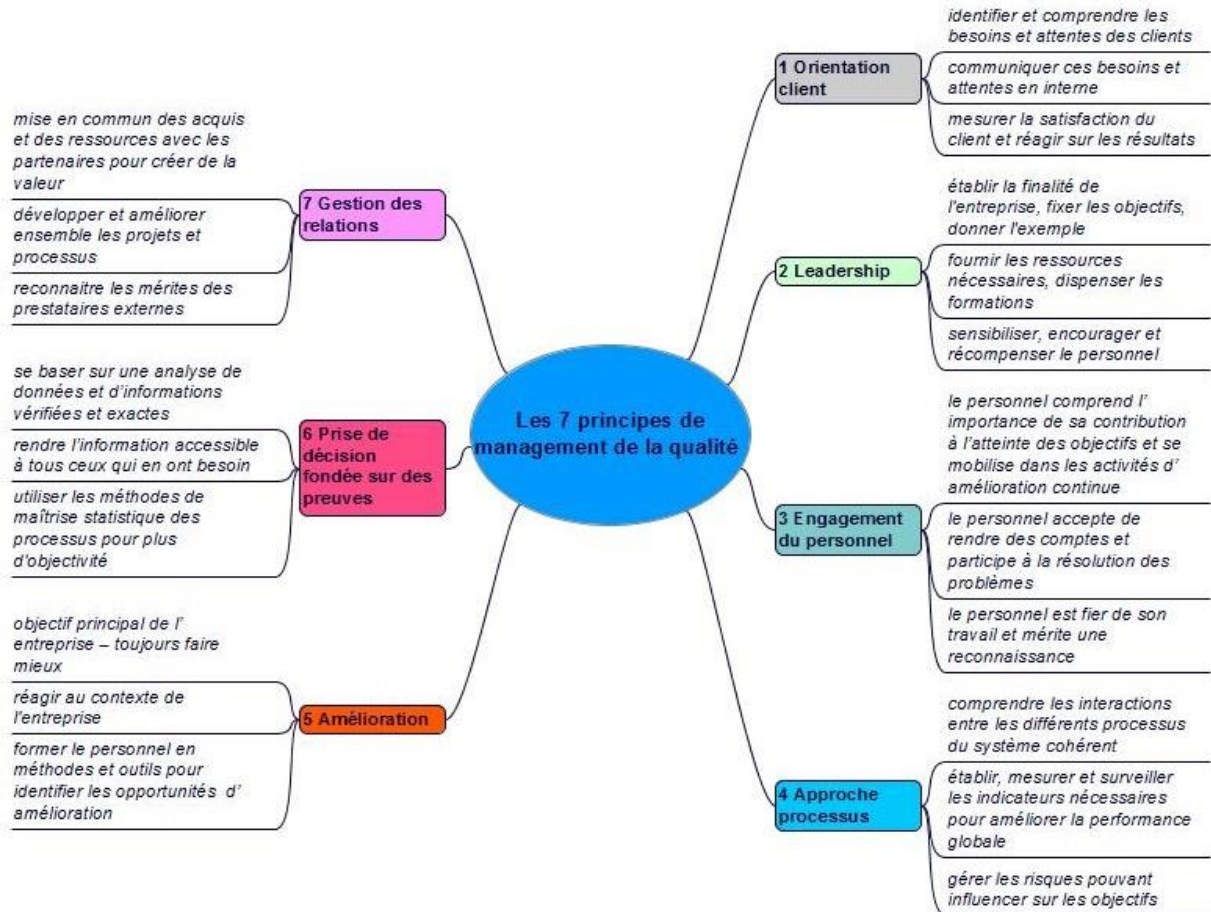 Les 7 principes de
management de la qualité
1 Orientation
client
identifier et comprendre les
besoins et attentes des clients
communiquer ces besoins et
attentes en interne
mesurer la satisfaction du
client et réagir sur les résultats
2 Leadership
établir la finalité de
l'entreprise, fixer les objectifs,
donner l'exemple
fournir les ressources
nécessaires, dispenser les
formations
sensibiliser, encourager et
récompenser le personnel
3 Engagement
du personnel
le personnel comprend l’
importance de sa contribution
à l’atteinte des objectifs et se
mobilise dans les activités d’
amélioration continue
le personnel accepte de
rendre des comptes et
participe à la résolution des
problèmes
le personnel est fier de son
travail et mérite une
reconnaissance
4 Approche
processus
comprendre les interactions
entre les différents processus
du système cohérent
établir, mesurer et surveiller
les indicateurs nécessaires
pour améliorer la performance
globale
gérer les risques pouvant
influencer sur les objectifs
5 Amélioration
objectif principal de l’
entreprise – toujours faire
mieux
réagir au contexte de
l'entreprise
former le personnel en
méthodes et outils pour
identifier les opportunités d’
amélioration
6 Prise de
décision
fondée sur des
preuves
se baser sur une analyse de
données et d’informations
vérifiées et exactes
rendre l’information accessible
à tous ceux qui en ont besoin
utiliser les méthodes de
maîtrise statistique des
processus pour plus
d'objectivité
7 Gestion des
relations
mise en commun des acquis
et des ressources avec les
partenaires pour créer de la
valeur
développer et améliorer
ensemble les projets et
processus
reconnaitre les mérites des
prestataires externes